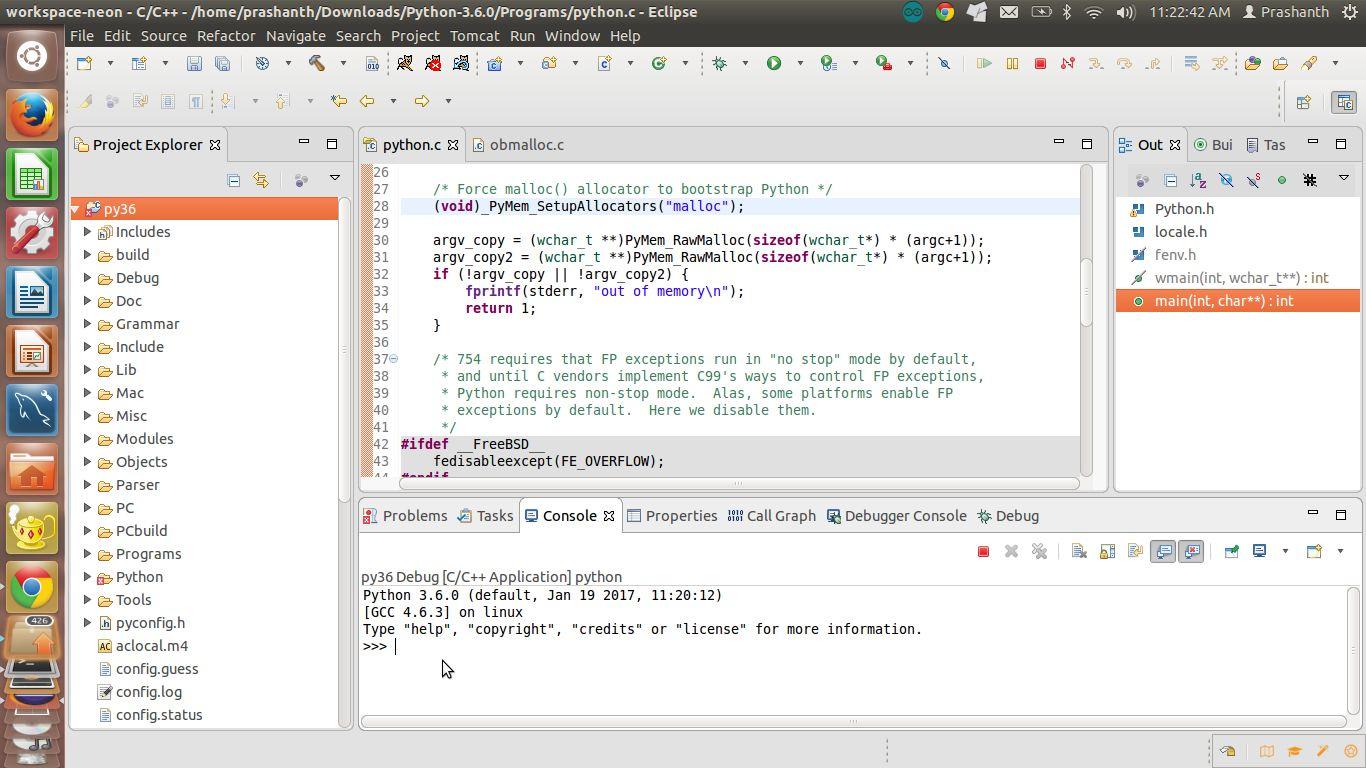 workspace-neon - C/C++ - /home/prashanth/Downloads/Python-3.6.0/Programs/python.c - Eclipse
11:22:42 AM
Prashanth
File Edit Source Refactor Navigate Search Project Tomcat Run Window Help
010
Project Explorer
py36
Includes
build
Debug
Doc
Grammar
Include
Lib
Mac
Misc
Modules
Objects
Parser
PC
PCbuild
Programs
Python
Tools
pyconfig.h
aclocal.m4
config.guess
config.log
config.status
426
python.c
obmalloc.c
26
27 /* Force malloc() allocator to bootstrap Python */
28 (void)_PyMem_SetupAllocators("malloc");
29
30 argv_copy = (wchar_t **)PyMem_RawMalloc(sizeof(wchar_t*) * (argc+1));
31 argv_copy2 = (wchar_t **)PyMem_RawMalloc(sizeof(wchar_t*) * (argc+1));
32 if (!argv_copy || !argv_copy2) {
33 fprintf(stderr, "out of memory\n");
34 return 1;
35 }
36
37 /* 754 requires that FP exceptions run in "no stop" mode by default,
38 * and until C vendors implement C99's ways to control FP exceptions,
39 * Python requires non-stop mode.  Alas, some platforms enable FP
40 * exceptions by default.  Here we disable them.
41 */
42 #ifdef __FreeBSD__
43 fedisableexcept(FE_OVERFLOW);
44 #endif
Out Bui Tas
Python.h
locale.h
fenv.h
wmain(int, wchar_t**) : int
main(int, char**) : int
Problems Tasks Console Properties Call Graph Debugger Console Debug
py36 Debug [C/C++ Application] python
Python 3.6.0 (default, Jan 19 2017, 11:20:12)
[GCC 4.6.3] on linux
Type "help", "copyright", "credits" or "license" for more information.
>>>